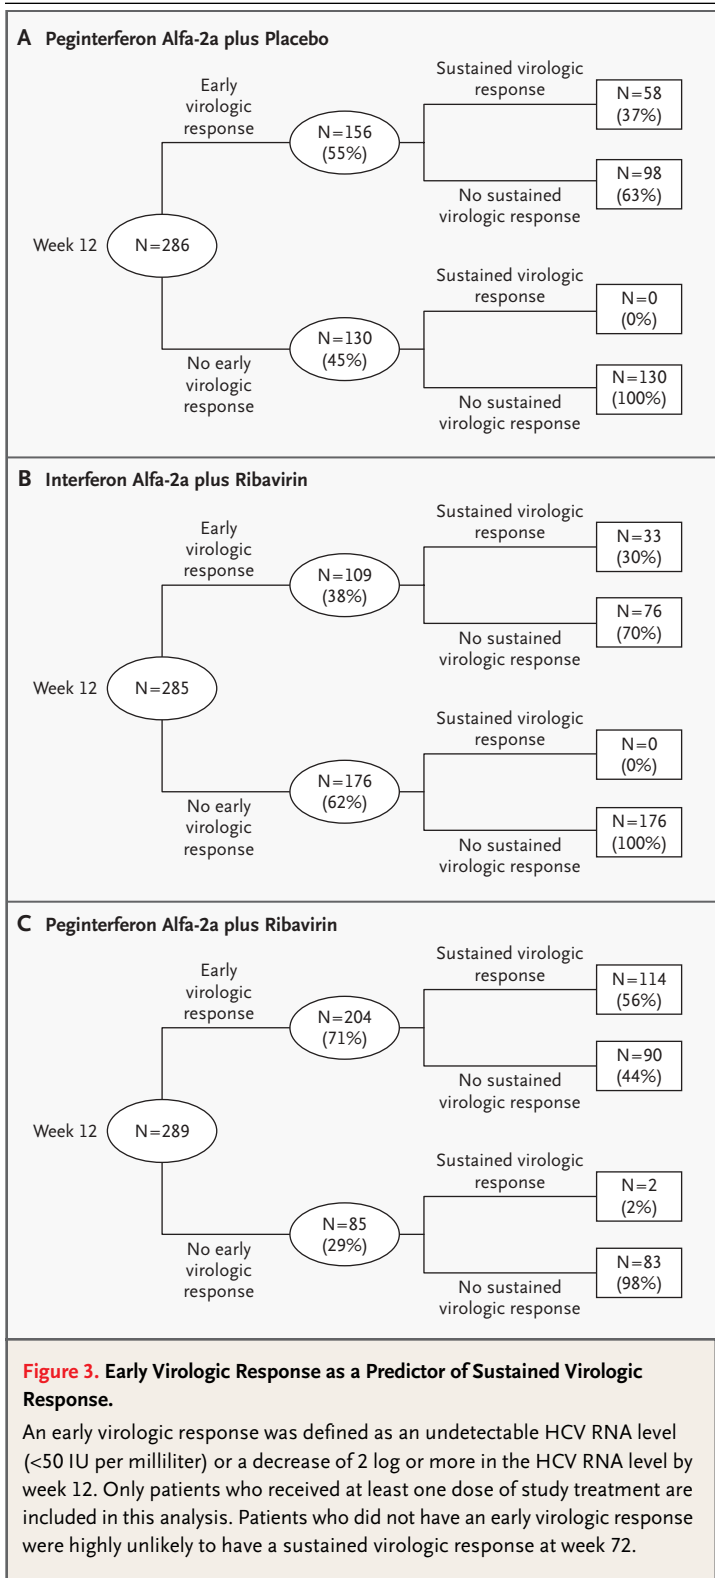 A Peginterferon Alfa-2a plus Placebo
Early
virologic
response
Sustained virologic
response
N=58
(37%)
N=156
(55%)
N=98
(63%)
No sustained
virologic response
Week 12
N=286
Sustained virologic
response
N=0
(0%)
N=130
(45%)
No early
virologic
response
N=130
(100%)
No sustained
virologic response
B Interferon Alfa-2a plus Ribavirin
Early
virologic
response
Sustained virologic
response
N=33
(30%)
N=109
(38%)
N=76
(70%)
No sustained
virologic response
Week 12
N=285
Sustained virologic
response
N=0
(0%)
N=176
(62%)
No early
virologic
response
N=176
(100%)
No sustained
virologic response
C Peginterferon Alfa-2a plus Ribavirin
Early
virologic
response
Sustained virologic
response
N=114
(56%)
N=204
(71%)
N=90
(44%)
No sustained
virologic response
Week 12
N=289
Sustained virologic
response
N=2
(2%)
N=85
(29%)
No early
virologic
response
N=83
(98%)
No sustained
virologic response
Figure 3. Early Virologic Response as a Predictor of Sustained Virologic
Response.
An early virologic response was defined as an undetectable HCV RNA level
(<50 IU per milliliter) or a decrease of 2 log or more in the HCV RNA level by
week 12. Only patients who received at least one dose of study treatment are
included in this analysis. Patients who did not have an early virologic response
were highly unlikely to have a sustained virologic response at week 72.